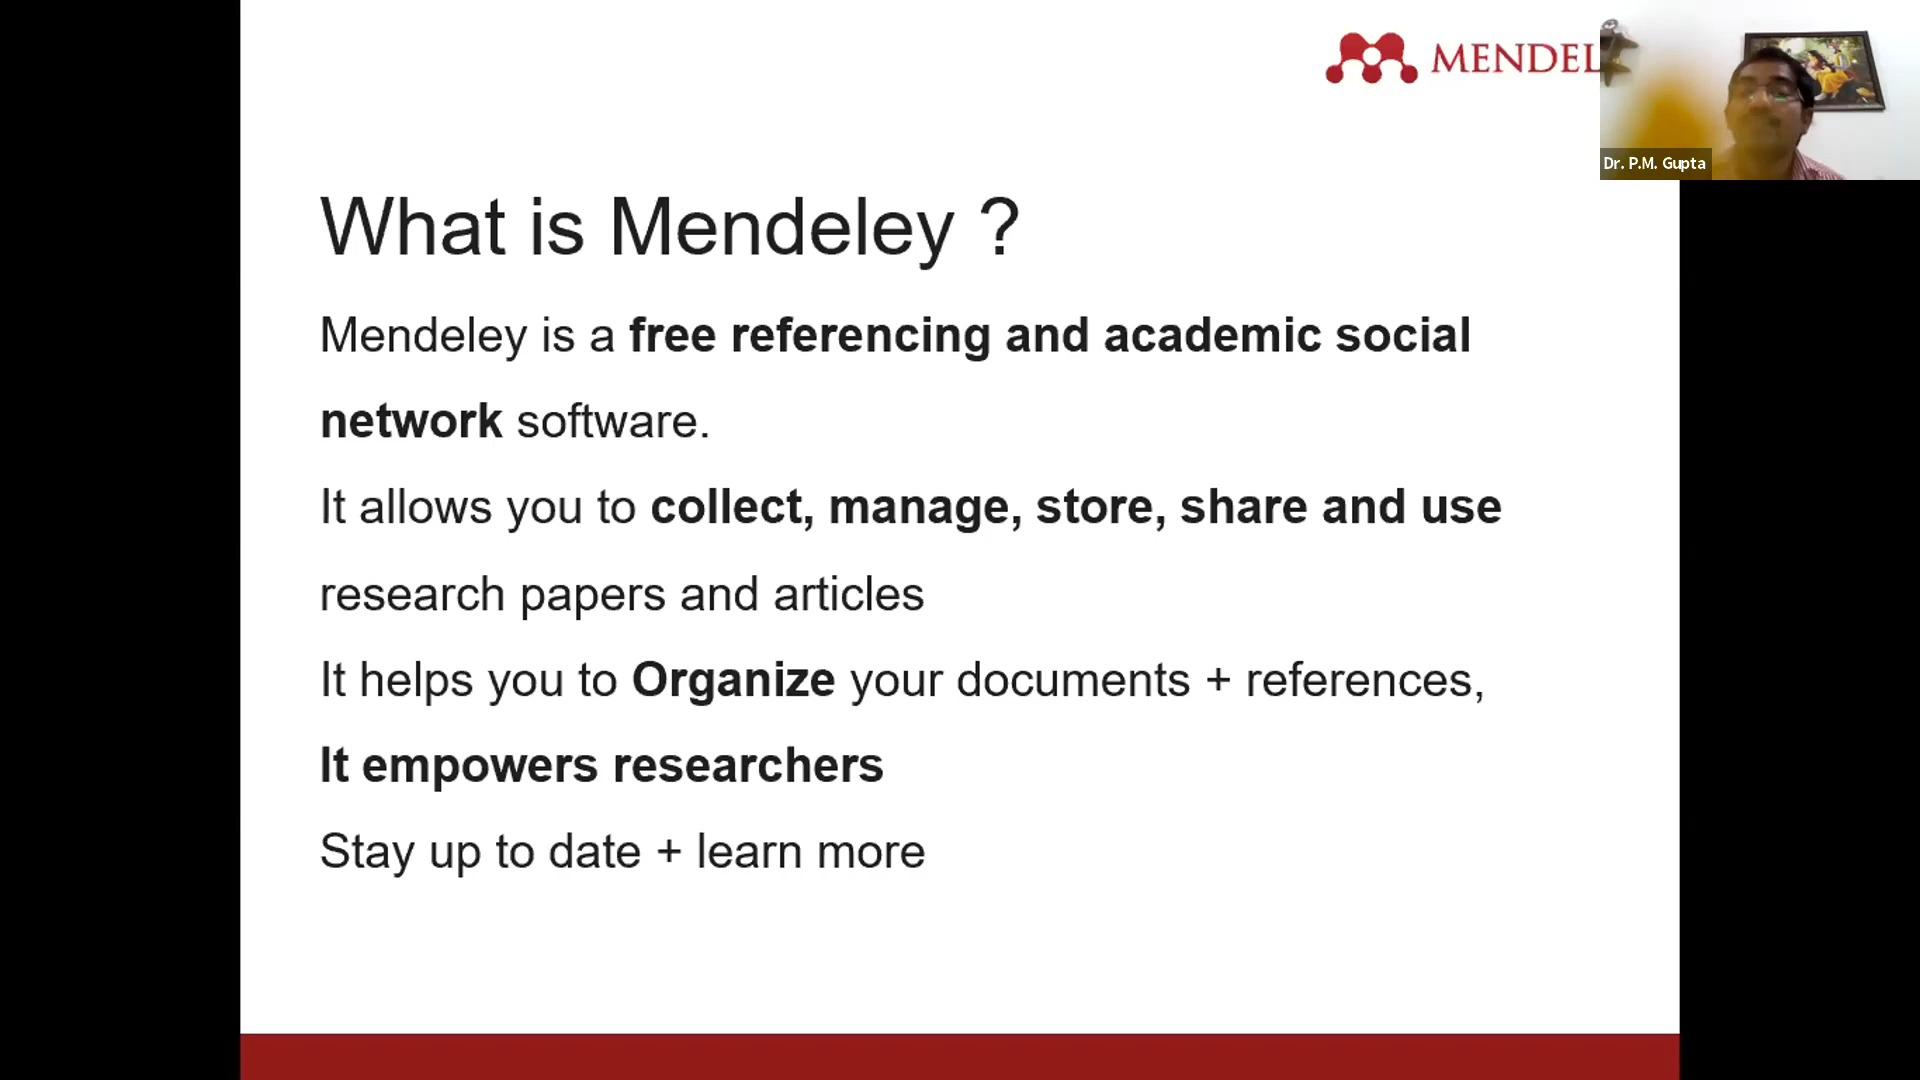 MENDEL
Dr. P.M. Gupta
What is Mendeley ?
Mendeley is a free referencing and academic social
network software.
It allows you to collect, manage, store, share and use
research papers and articles
It helps you to Organize your documents + references,
It empowers researchers
Stay up to date + learn more